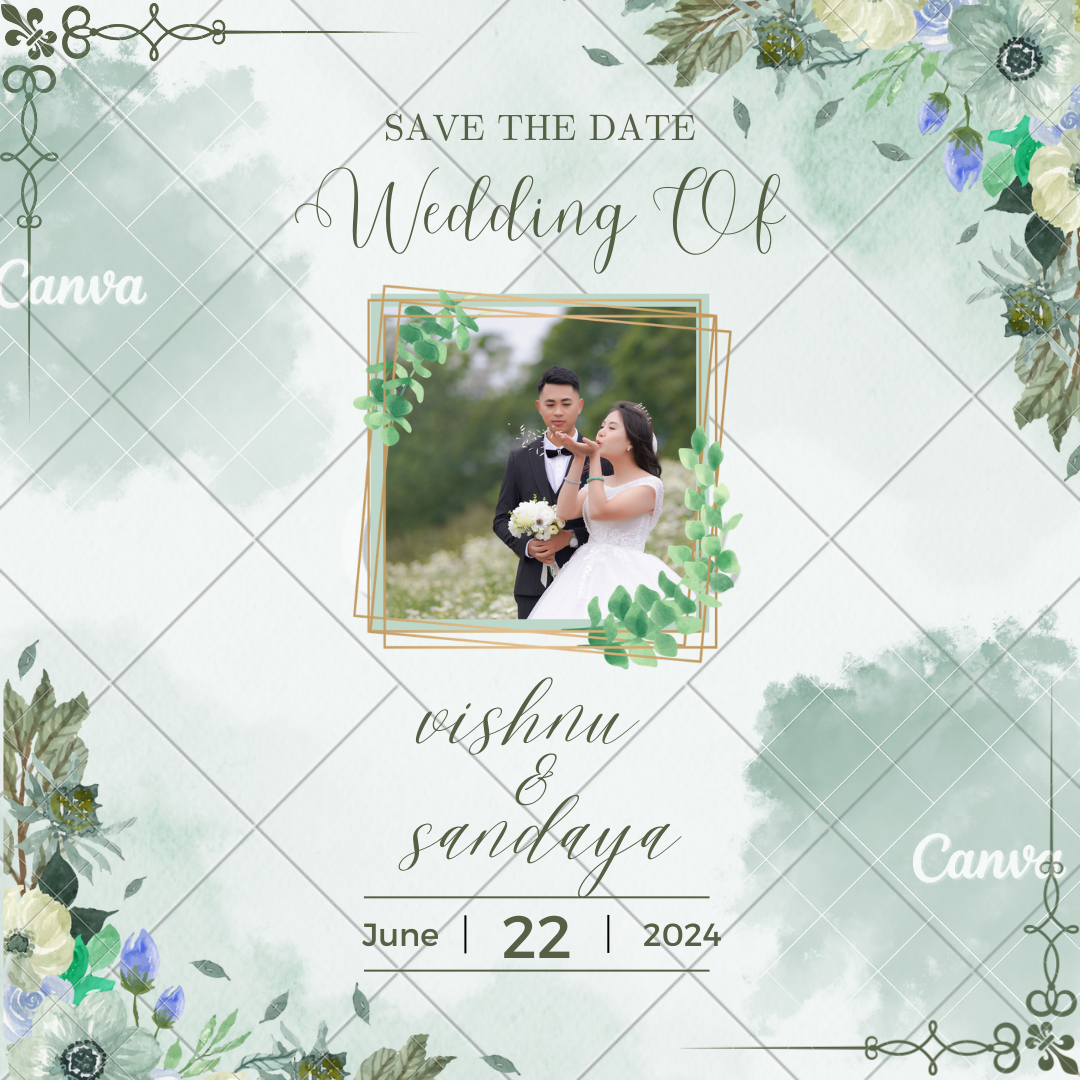 SAVE THE DATE
Wedding Of
Canva
vishnu
&
sandaya
Canva
June | 22 | 2024